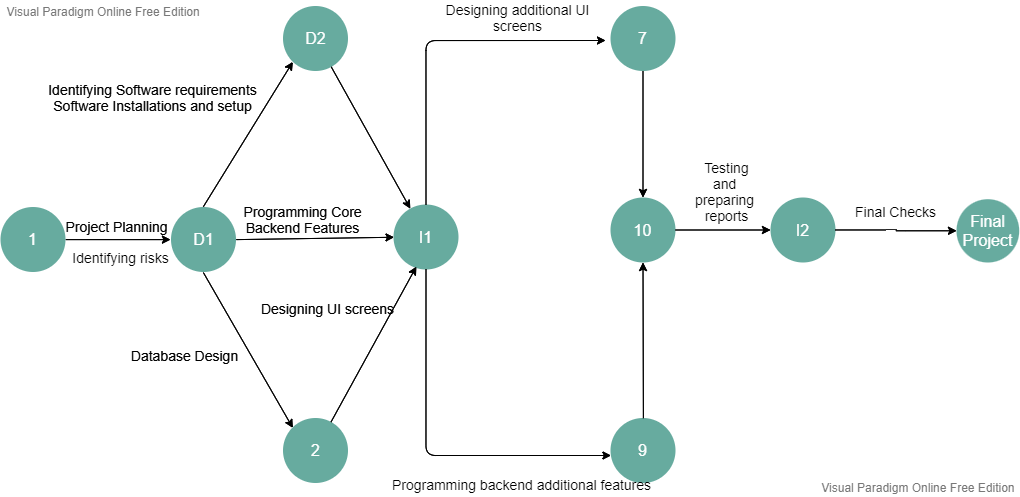 Visual Paradigm Online Free Edition
D2
Designing additional UI
screens
7
Identifying Software requirements
Software Installations and setup
1
Project Planning
Identifying risks
D1
Programming Core
Backend Features
I1
Testing
and
preparing
reports
10
I2
Final Checks
Final
Project
Designing UI screens
Database Design
2
9
Programming backend additional features
Visual Paradigm Online Free Edition